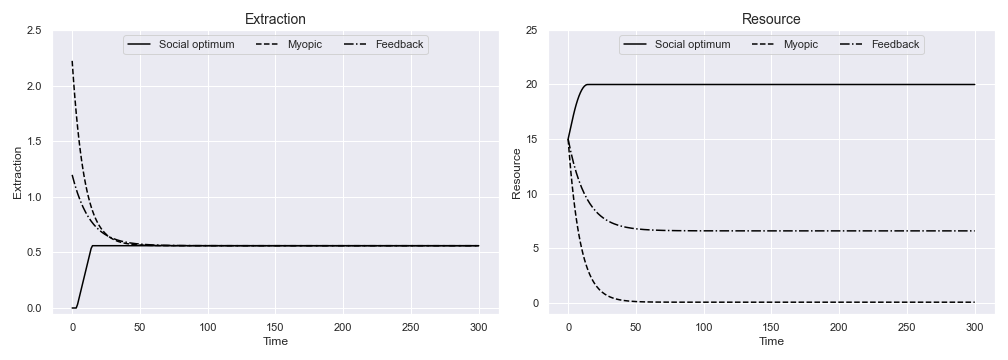 Extraction
Social optimum Myopic Feedback
2.5
2.0
1.5
1.0
0.5
0.0
Extraction
0 50 100 150 200 250 300
Time
Resource
Social optimum Myopic Feedback
25
20
15
10
5
0
Resource
0 50 100 150 200 250 300
Time